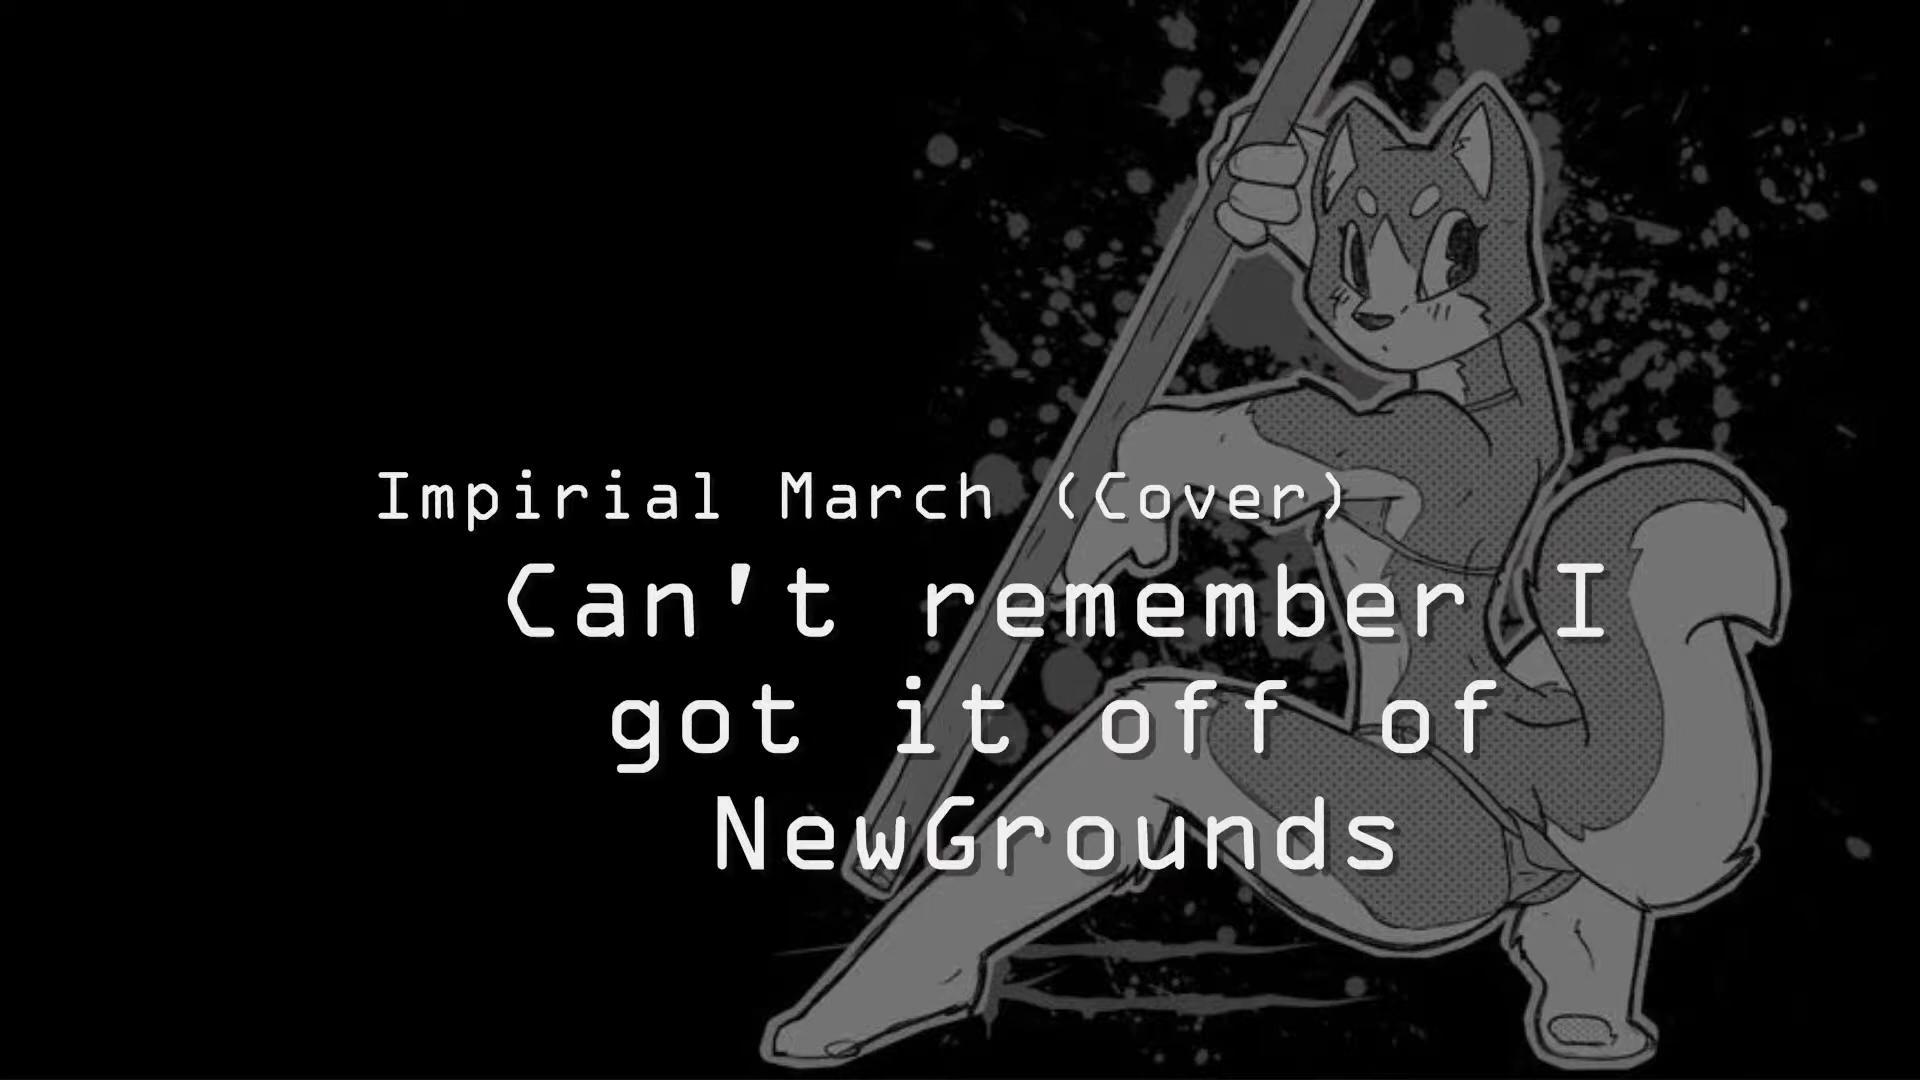 Impirial March (Cover)
Can't remember I
got it off of
NewGrounds